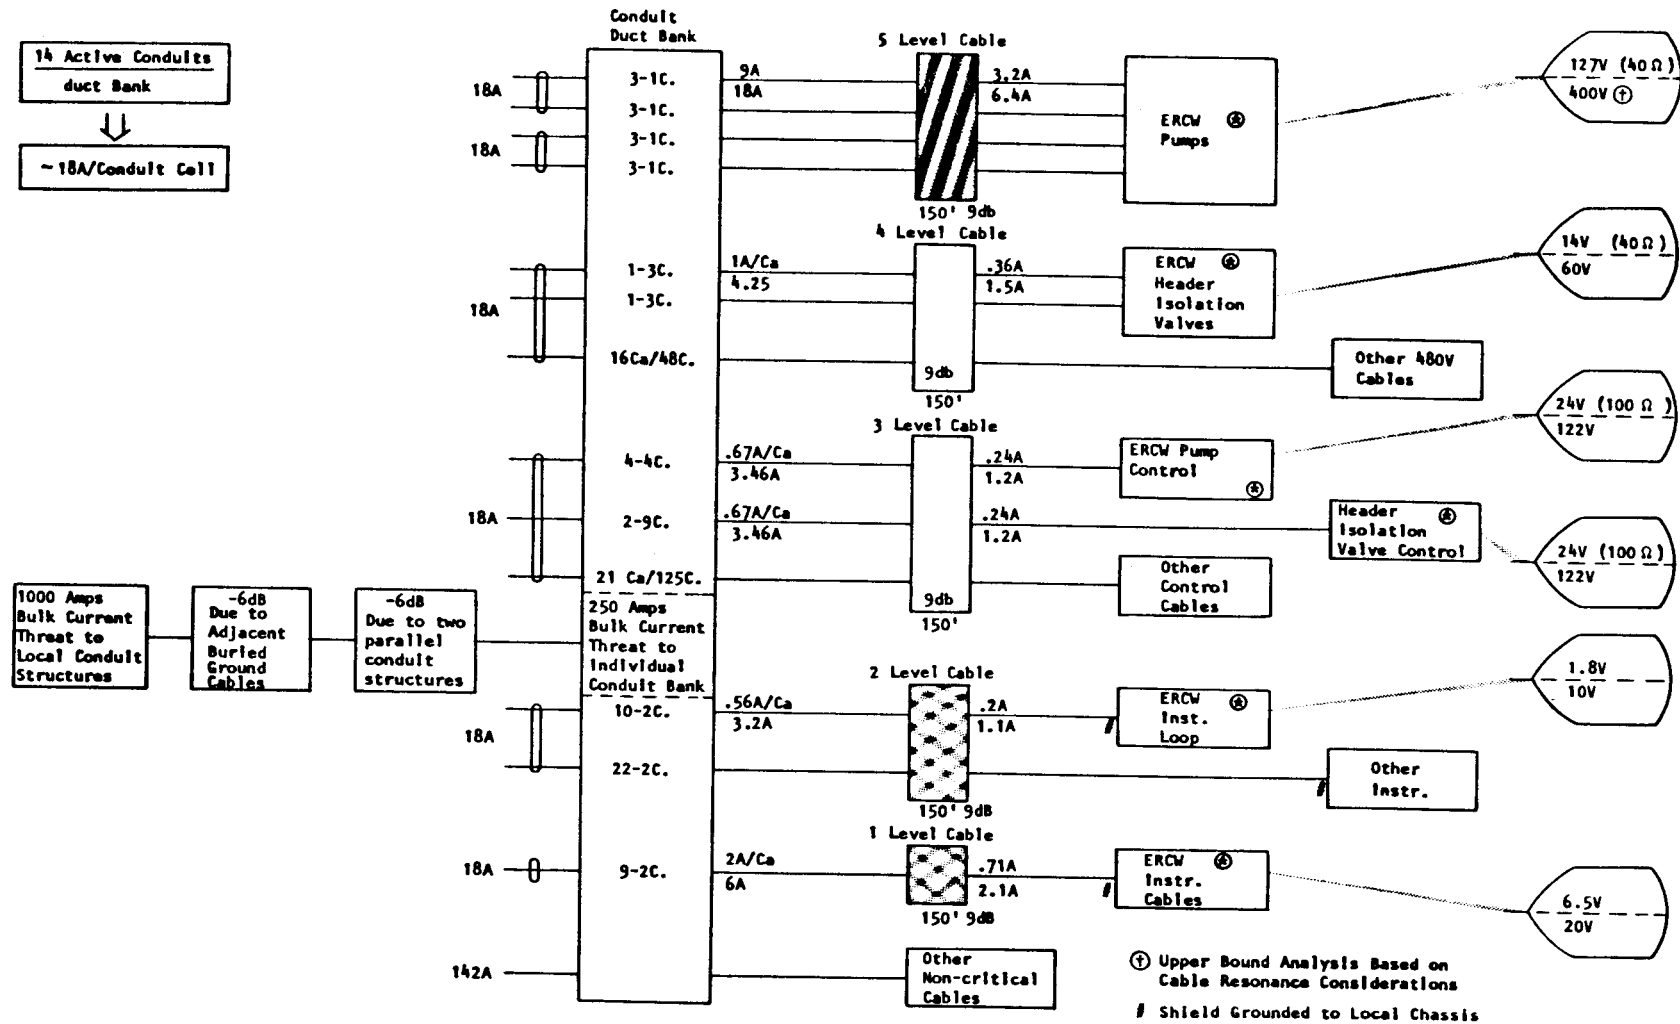 14 Active Conduits
duct Bank
~18A/Conduit Cell
1000 Amps
Bulk Current
Threat to
Local Conduit
Structures
-6dB
Due to
Adjacent
Buried
Ground
Cables
-6dB
Due to two
parallel
conduit
structures
Conduit
Duct Bank
18A
18A
18A
18A
18A
18A
142A
3-1C.
3-1C.
3-1C.
3-1C.
1-3C.
1-3C.
16Ca/48C.
4-4C.
2-9C.
21 Ca/125C.
250 Amps
Bulk Current
Threat to
Individual
Conduit Bank
10-2C.
22-2C.
9-2C.
5 Level Cable
9A
18A
3.2A
6.4A
150' 9db
ERCW
Pumps
127V (40Ω)
400V
4 Level Cable
1A/Ca
4.25
.36A
1.5A
9db
150'
ERCW
Header
Isolation
Valves
14V (40Ω)
60V
Other 480V
Cables
3 Level Cable
.67A/Ca
3.46A
.24A
1.2A
ERCW Pump
Control
24V (100Ω)
122V
.67A/Ca
3.46A
.24A
1.2A
Header
Isolation
Valve Control
24V (100Ω)
122V
9db
150'
Other
Control
Cables
2 Level Cable
.56A/Ca
3.2A
.2A
1.1A
ERCW
Inst.
Loop
1.8V
10V
150' 9dB
Other
Instr.
1 Level Cable
2A/Ca
6A
.71A
2.1A
150' 9dB
ERCW
Instr.
Cables
6.5V
20V
Other
Non-critical
Cables
† Upper Bound Analysis Based on
Cable Resonance Considerations
Shield Grounded to Local Chassis